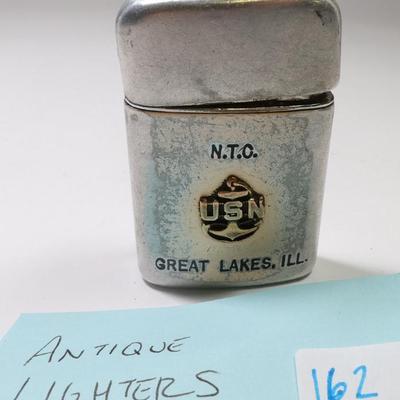 N.T.C.
USN
GREAT LAKES, ILL.
ANTIQUE
LIGHTERS
162